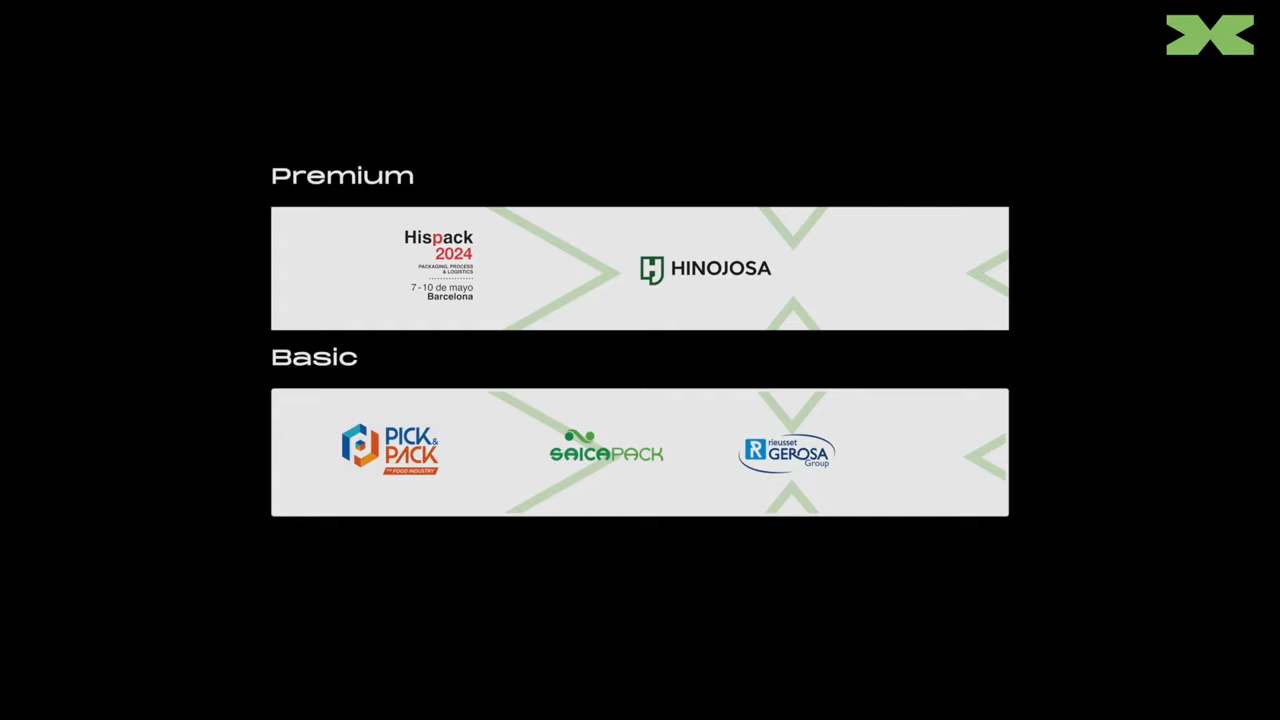 Premium
Hispack
2024
PACKAGING, PROCESS
& LOGISTICS
7-10 de mayo
Barcelona
HINOJOSA
Basic
PICK&
PACK
FOR FOOD INDUSTRY
SAICAPACK
R
rieusset
GEROSA
Group